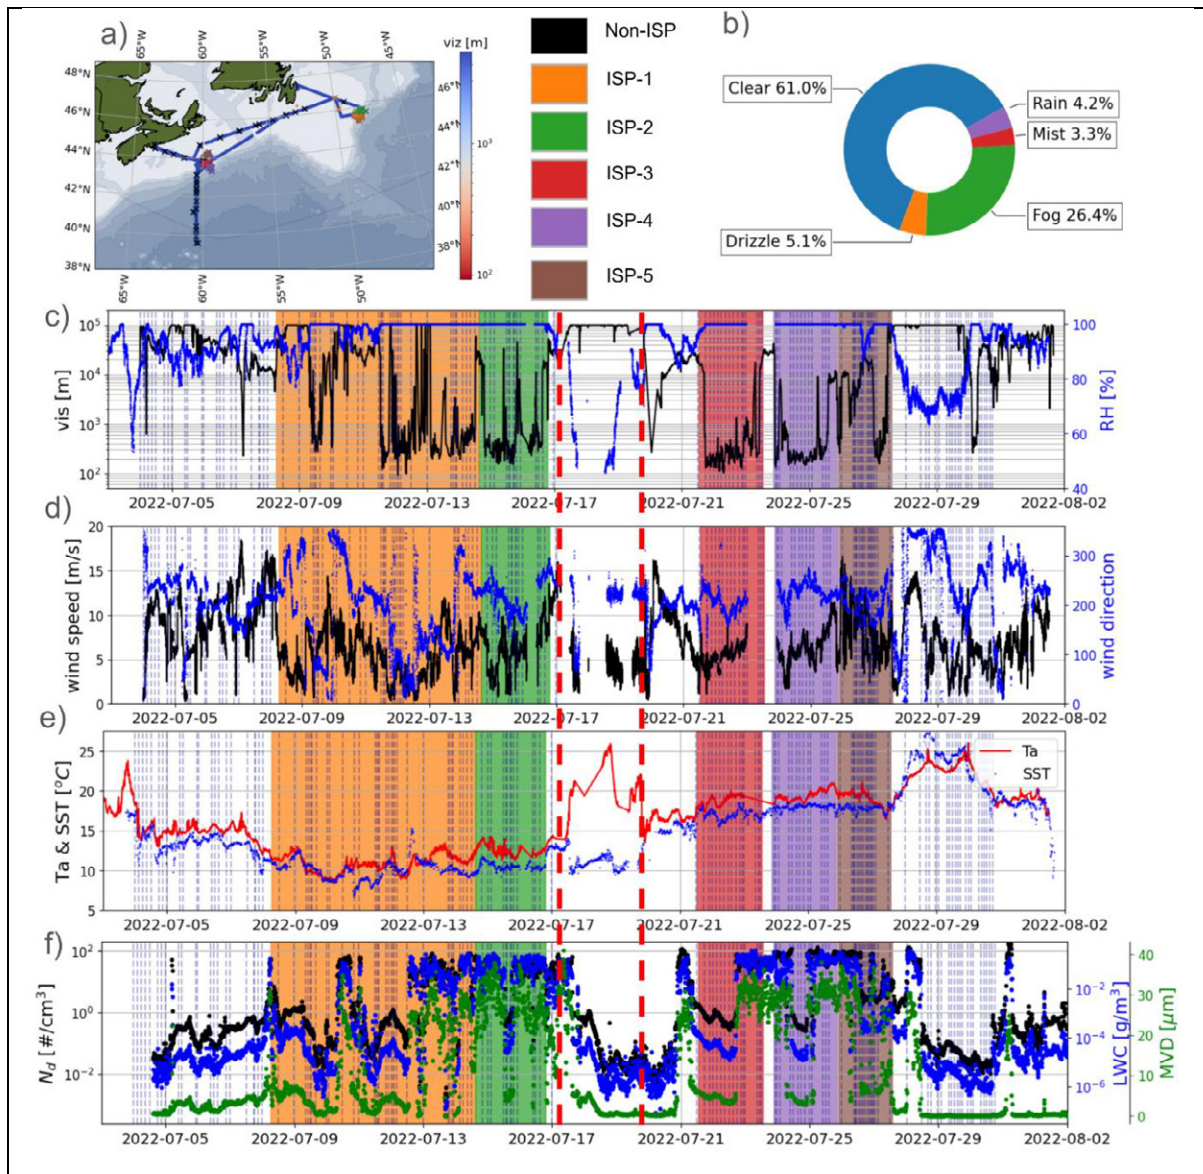 a)
65°W
60°W
55°W
50°W
45°W
viz [m]
48°N
46°N
44°N
42°N
40°N
38°N
48°N
46°N
44°N
42°N
40°N
38°N
10³
10²
65°W
60°W
55°W
50°W
Non-ISP
ISP-1
ISP-2
ISP-3
ISP-4
ISP-5
b)
Clear 61.0%
Rain 4.2%
Mist 3.3%
Fog 26.4%
Drizzle 5.1%
c)
vis [m]
10⁵
10⁴
10³
10²
100
80
60
40
RH [%]
2022-07-05
2022-07-09
2022-07-13
2022-07-17
2022-07-21
2022-07-25
2022-07-29
2022-08-02
d)
wind speed [m/s]
20
15
10
5
0
300
200
100
0
wind direction
2022-07-05
2022-07-09
2022-07-13
2022-07-17
2022-07-21
2022-07-25
2022-07-29
2022-08-02
e)
Ta & SST [°C]
25
20
15
10
5
Ta
SST
2022-07-05
2022-07-09
2022-07-13
2022-07-17
2022-07-21
2022-07-25
2022-07-29
2022-08-02
f)
N_d [#/cm³]
10²
10⁰
10⁻²
10⁻²
10⁻⁴
10⁻⁶
LWC [g/m³]
40
30
20
10
0
MVD [μm]
2022-07-05
2022-07-09
2022-07-13
2022-07-17
2022-07-21
2022-07-25
2022-07-29
2022-08-02